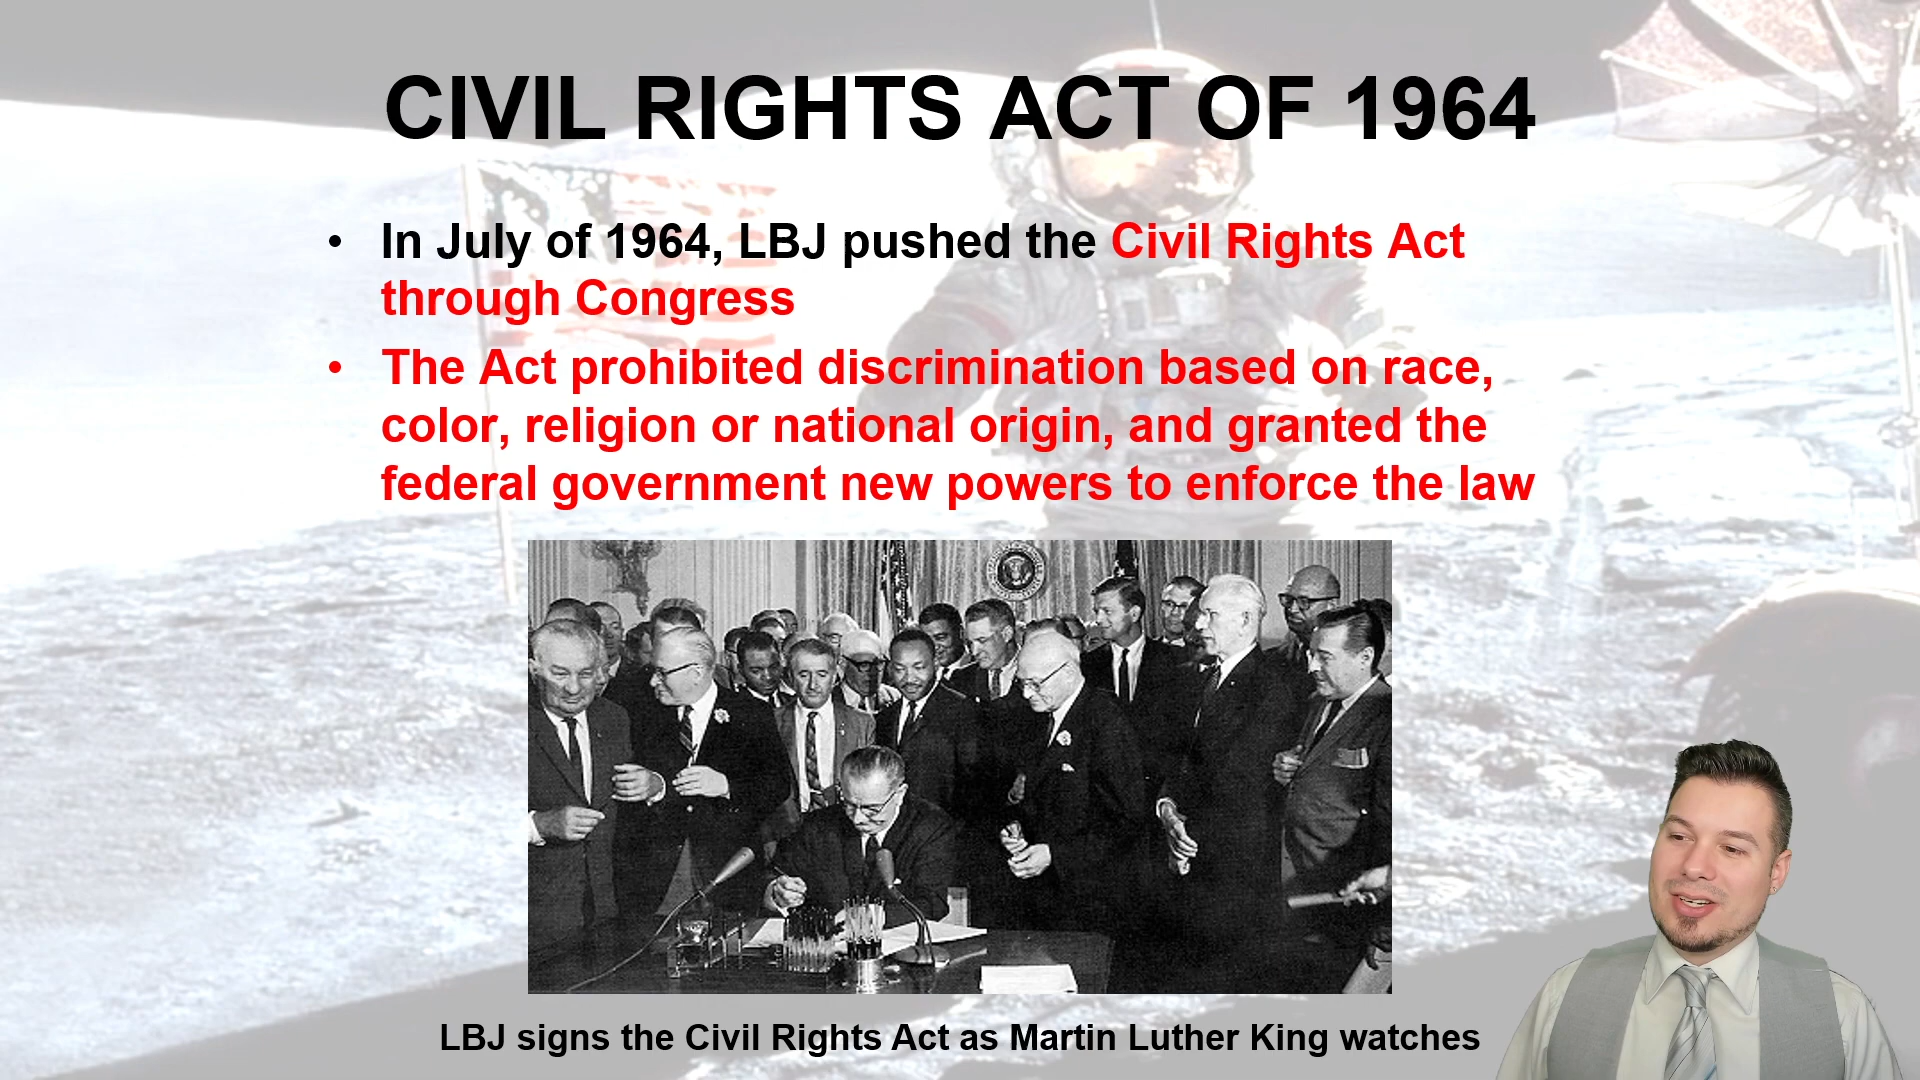 CIVIL RIGHTS ACT OF 1964
• In July of 1964, LBJ pushed the Civil Rights Act
through Congress
• The Act prohibited discrimination based on race,
color, religion or national origin, and granted the
federal government new powers to enforce the law
LBJ signs the Civil Rights Act as Martin Luther King watches